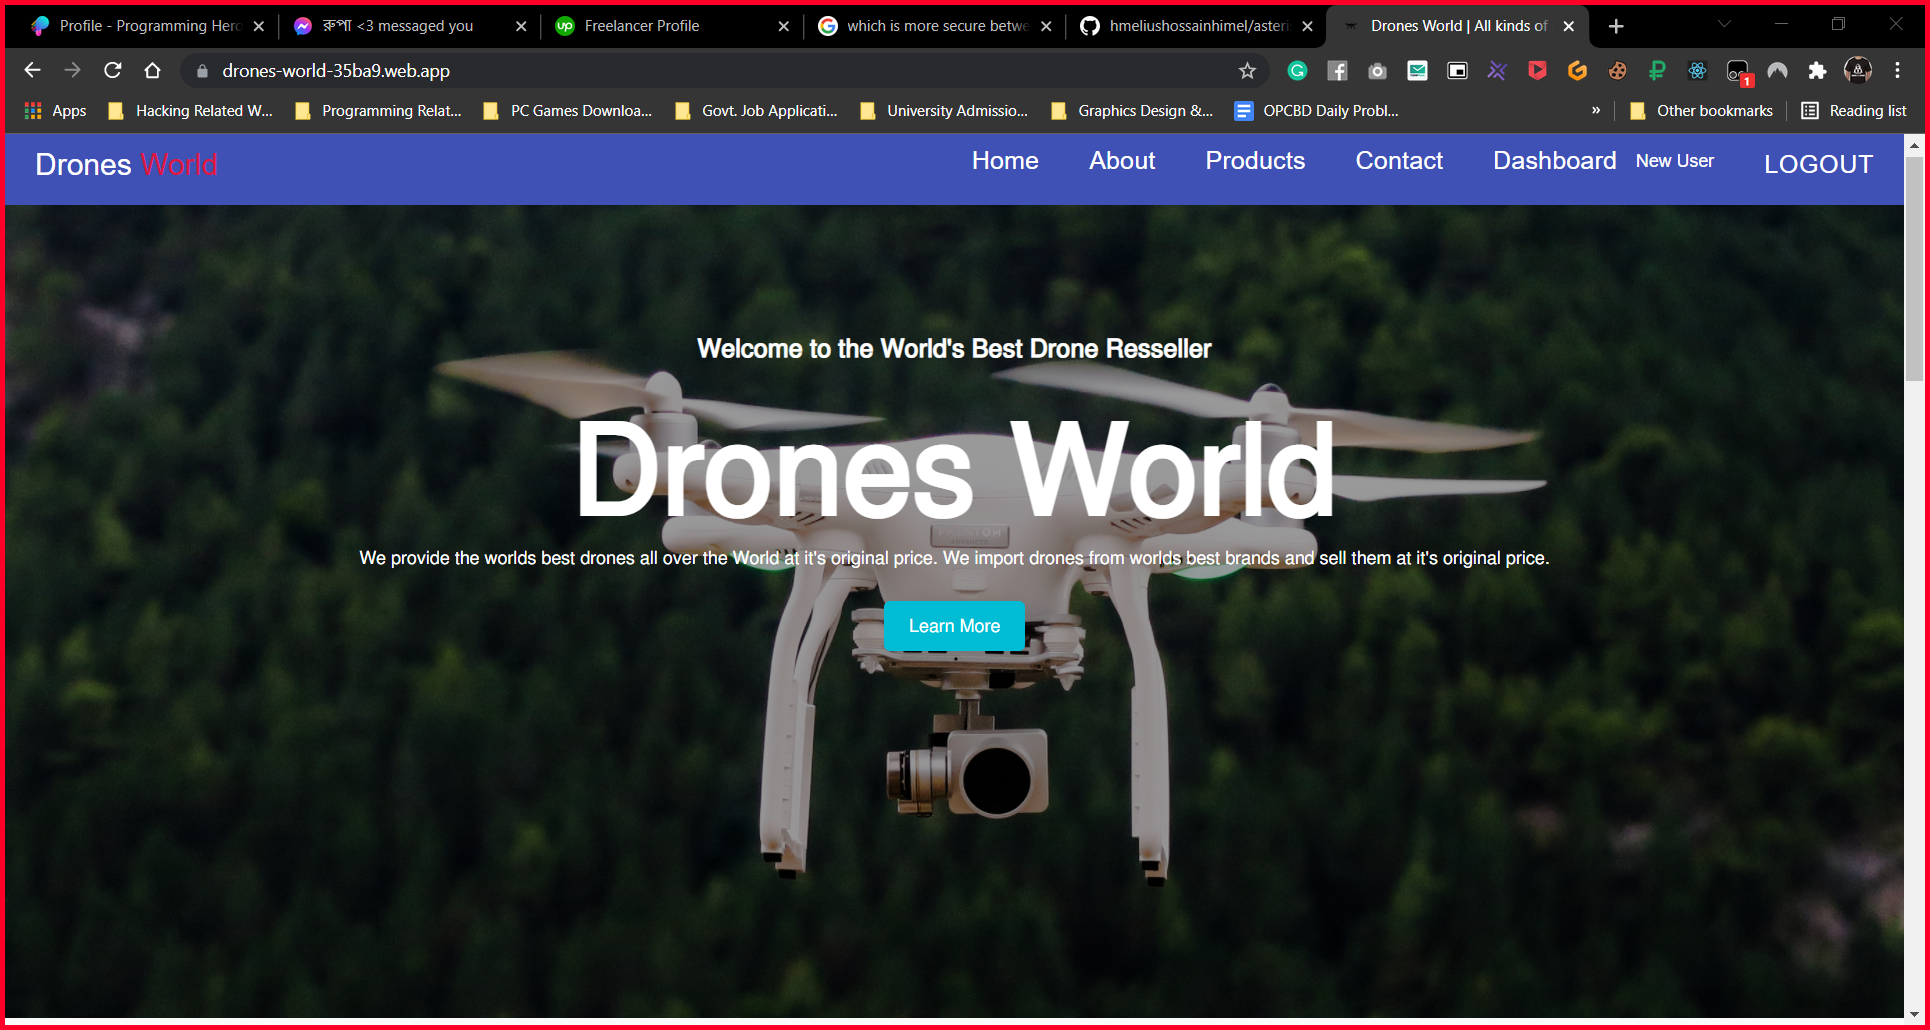 Profile - Programming Hero
রুপা <3 messaged you
Freelancer Profile
which is more secure betwe
hmeliushossainhimel/asteri
Drones World | All kinds of
drones-world-35ba9.web.app
1
Apps
Hacking Related W...
Programming Relat...
PC Games Downloa...
Govt. Job Applicati...
University Admissio...
Graphics Design &...
OPCBD Daily Probl...
»
Other bookmarks
Reading list
Drones World
Home
About
Products
Contact
Dashboard
New User
LOGOUT
Welcome to the World's Best Drone Resseller
Drones World
We provide the worlds best drones all over the World at it's original price. We import drones from worlds best brands and sell them at it's original price.
Learn More